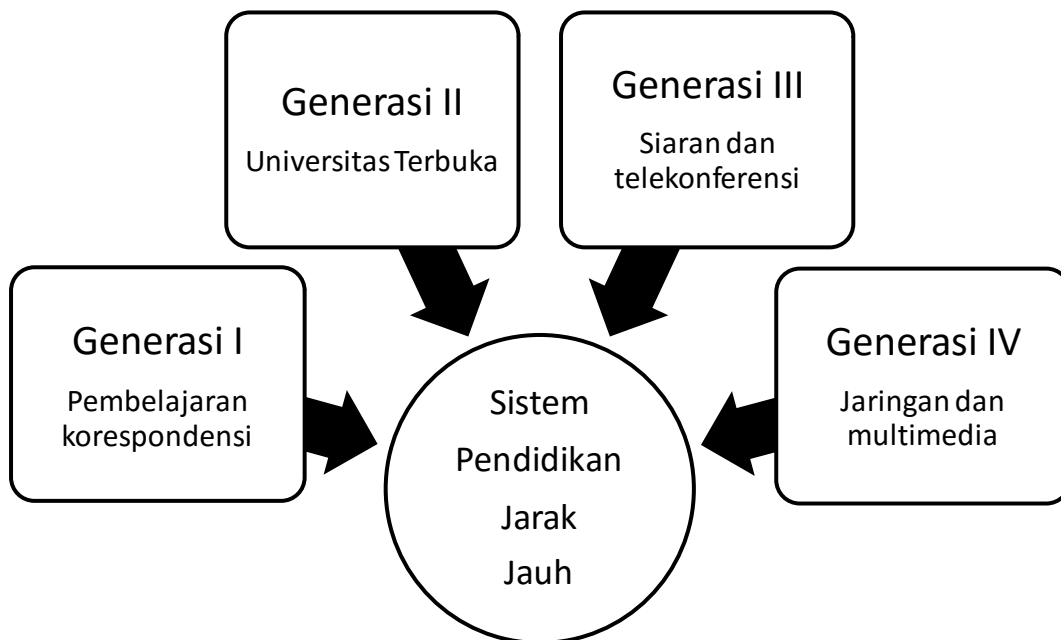 Generasi I
Pembelajaran
korespondensi
Generasi II
Universitas Terbuka
Generasi III
Siaran dan
telekonferensi
Generasi IV
Jaringan dan
multimedia
Sistem
Pendidikan
Jarak
Jauh